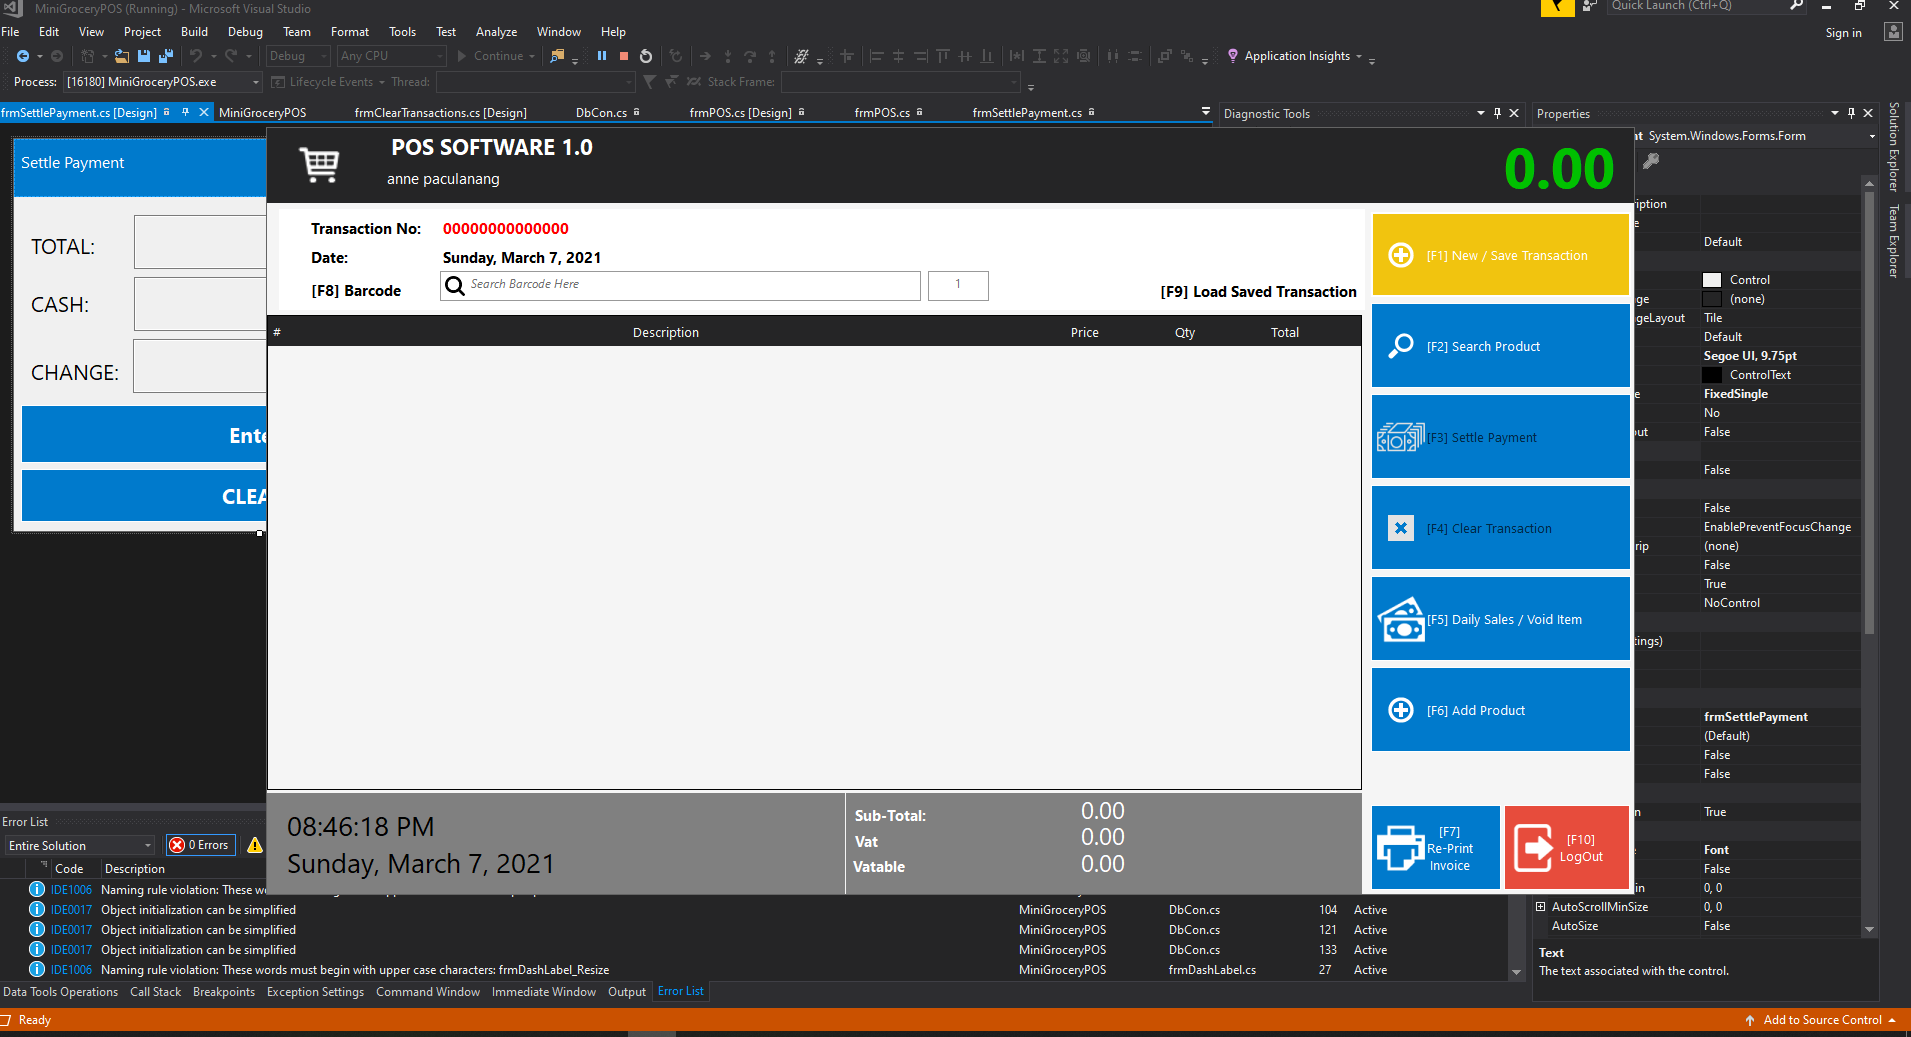 MiniGroceryPOS (Running) - Microsoft Visual Studio
Quick Launch (Ctrl+Q)
File Edit View Project Build Debug Team Format Tools Test Analyze Window Help
Sign in
Debug Any CPU Continue Application Insights
Process: [16180] MiniGroceryPOS.exe Lifecycle Events Thread: Stack Frame:
frmSettlePayment.cs [Design] MiniGroceryPOS frmClearTransactions.cs [Design] DbCon.cs frmPOS.cs [Design] frmPOS.cs frmSettlePayment.cs
Diagnostic Tools
Properties
Solution Explorer
Team Explorer
System.Windows.Forms.Form
Settle Payment
TOTAL:
CASH:
CHANGE:
Ente
CLEA
POS SOFTWARE 1.0
anne paculanang
0.00
Transaction No: 00000000000000
Date: Sunday, March 7, 2021
[F8] Barcode Search Barcode Here 1
[F9] Load Saved Transaction
# Description Price Qty Total
[F1] New / Save Transaction
[F2] Search Product
[F3] Settle Payment
[F4] Clear Transaction
[F5] Daily Sales / Void Item
[F6] Add Product
[F7]
Re-Print
Invoice
[F10]
LogOut
08:46:18 PM
Sunday, March 7, 2021
Sub-Total: 0.00
Vat 0.00
Vatable 0.00
iption
Default
Control
(none)
geLayout Tile
Default
Segoe UI, 9.75pt
ControlText
FixedSingle
No
out False
False
False
EnablePreventFocusChange
rip (none)
False
True
NoControl
tings)
frmSettlePayment
(Default)
False
False
True
Font
False
in 0, 0
AutoScrollMinSize 0, 0
AutoSize False
Text
The text associated with the control.
Error List
Entire Solution 0 Errors
Code Description
IDE1006 Naming rule violation: These wo
IDE0017 Object initialization can be simplified MiniGroceryPOS DbCon.cs 104 Active
IDE0017 Object initialization can be simplified MiniGroceryPOS DbCon.cs 121 Active
IDE0017 Object initialization can be simplified MiniGroceryPOS DbCon.cs 133 Active
IDE1006 Naming rule violation: These words must begin with upper case characters: frmDashLabel_Resize MiniGroceryPOS frmDashLabel.cs 27 Active
Data Tools Operations Call Stack Breakpoints Exception Settings Command Window Immediate Window Output Error List
Ready
Add to Source Control